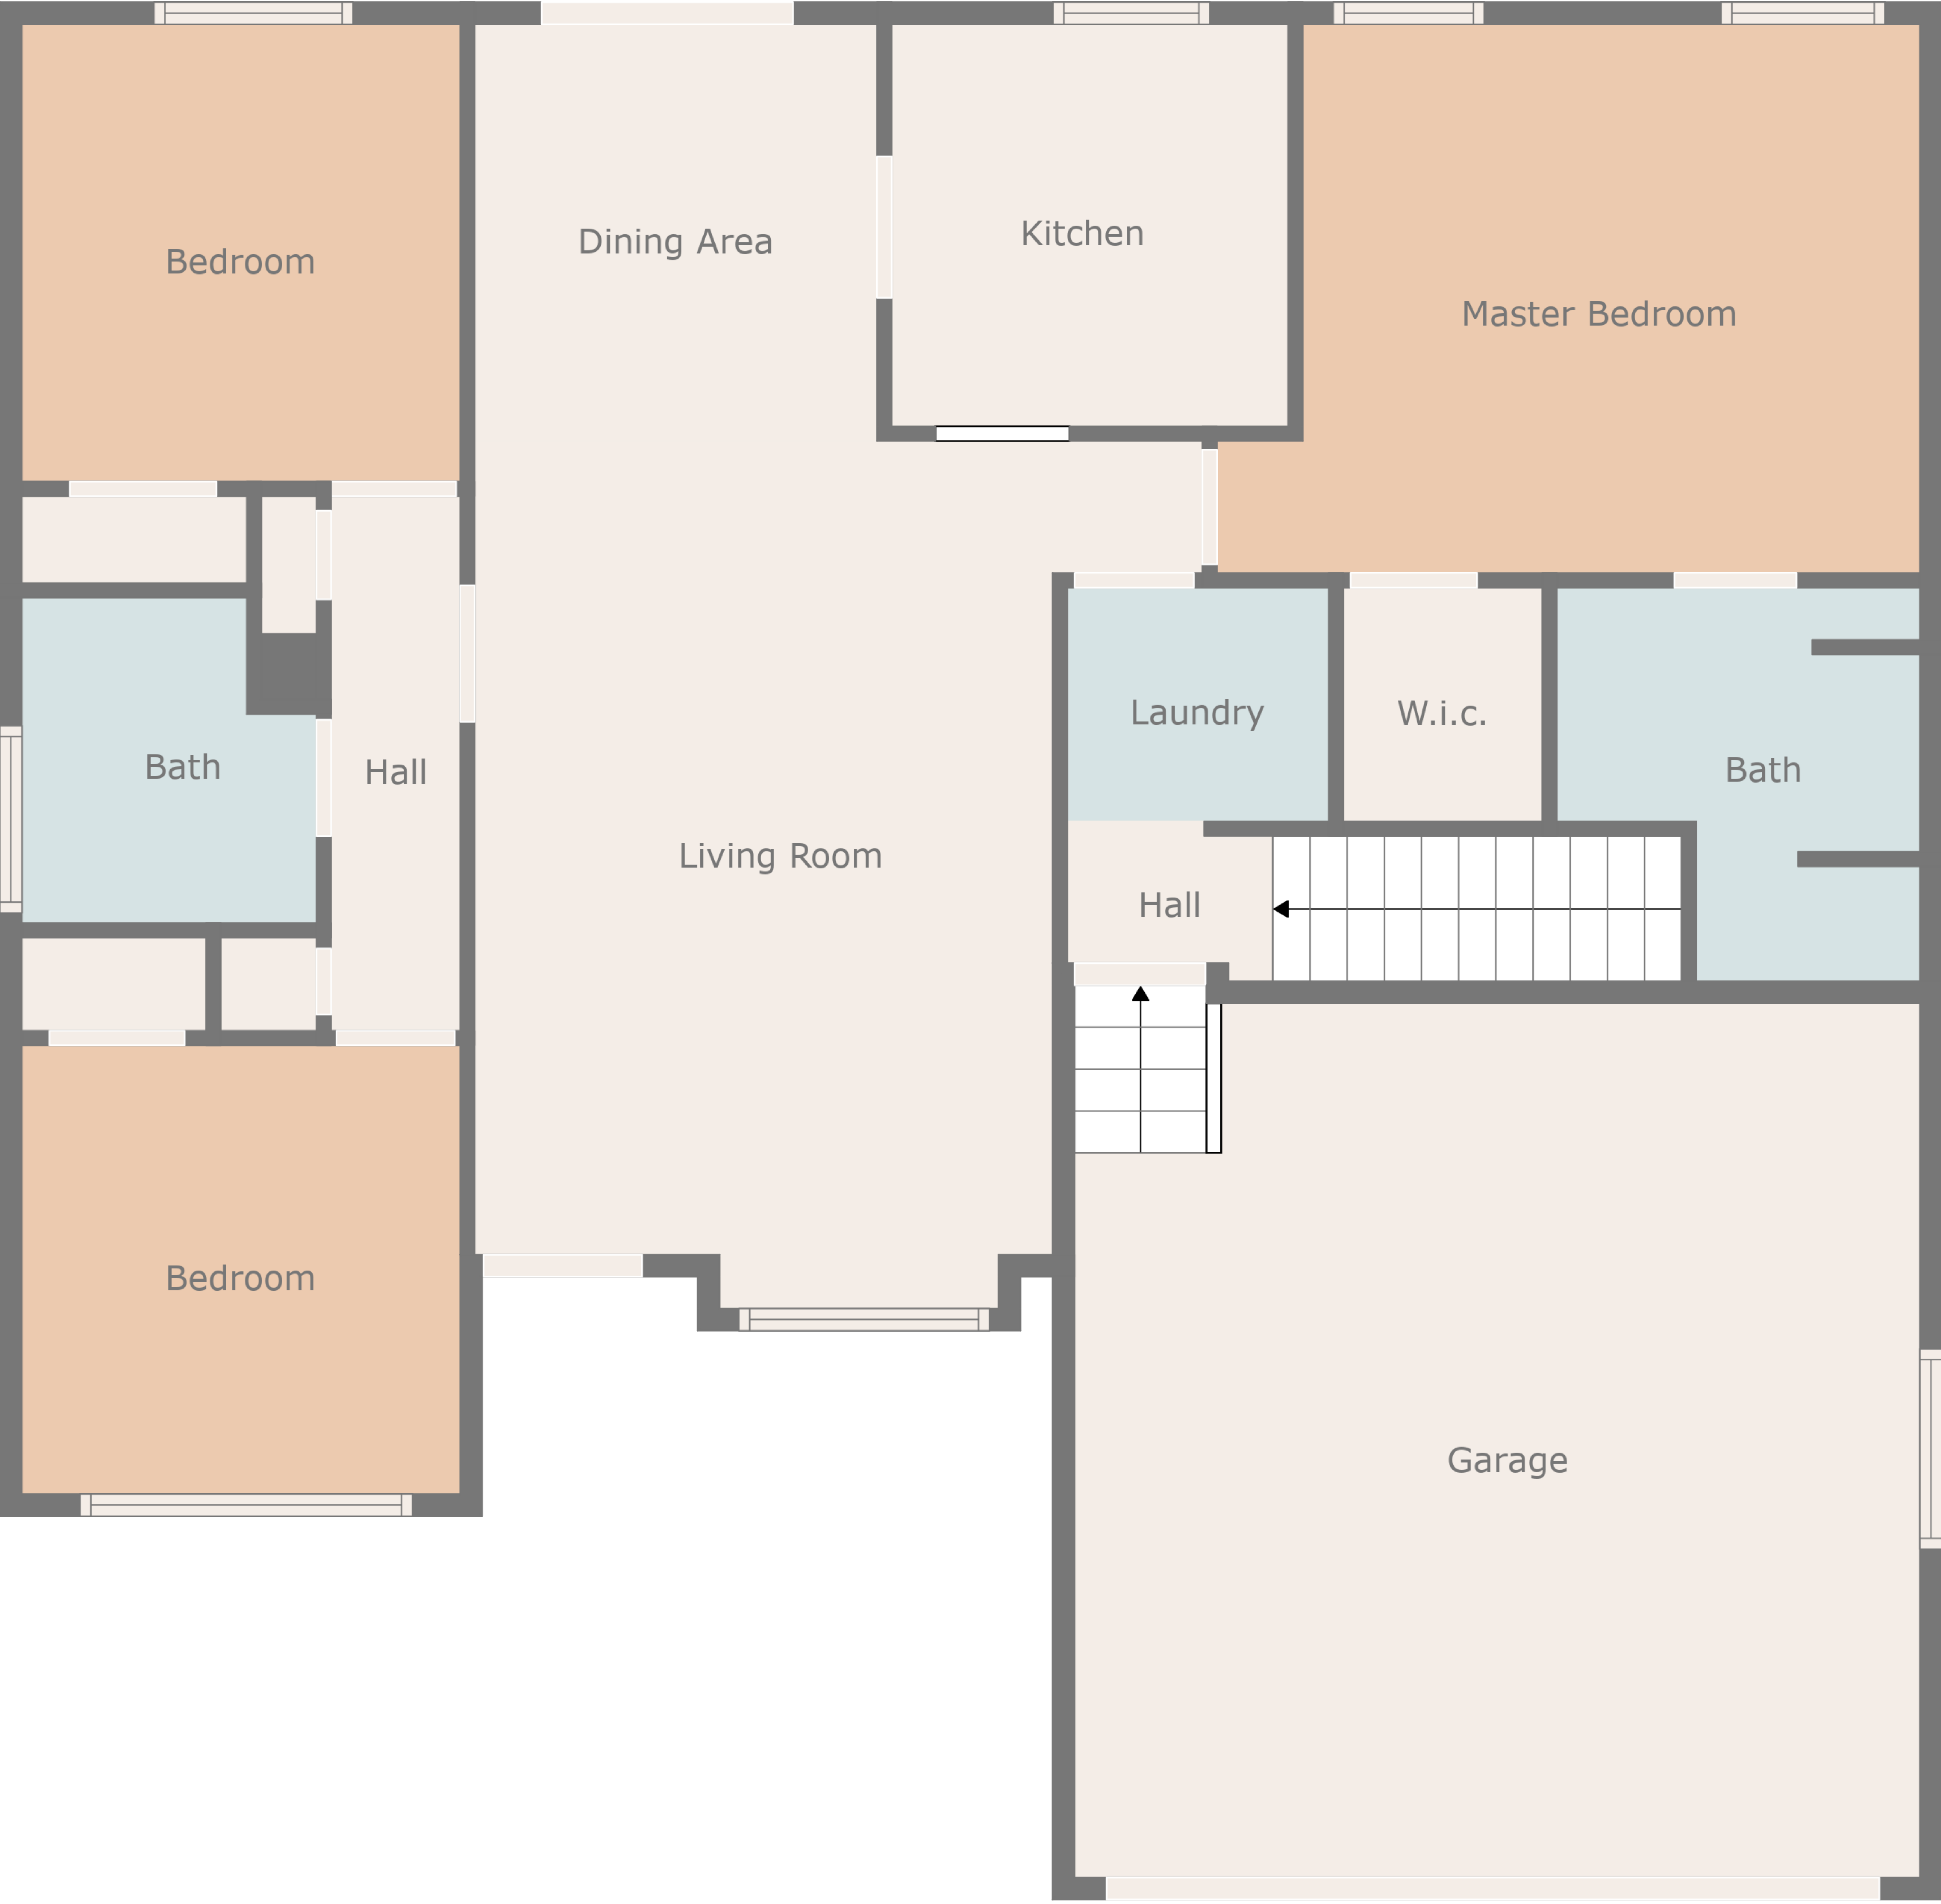 Bedroom
Dining Area
Kitchen
Master Bedroom
Bath
Hall
Living Room
Laundry
W.i.c.
Bath
Hall
Bedroom
Garage